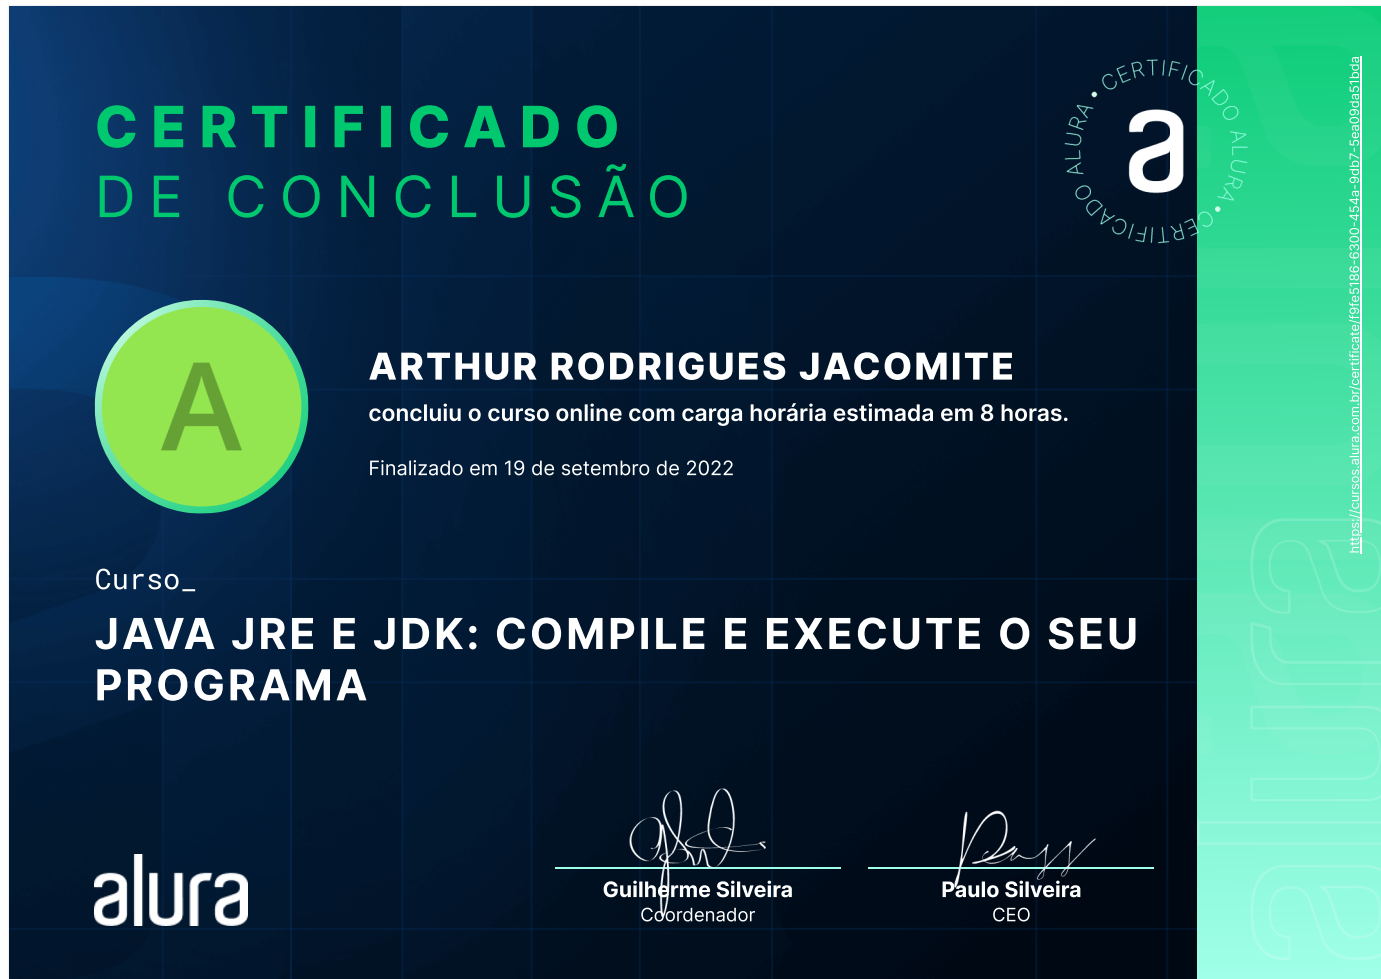 CERTIFICADO
DE CONCLUSÃO
CERTIFICADO ALURA • CERTIFICADO ALURA •
a
https://cursos.alura.com.br/certificate/f9fe5186-6300-454a-9db7-5ea09da51bda
A
ARTHUR RODRIGUES JACOMITE
concluiu o curso online com carga horária estimada em 8 horas.
Finalizado em 19 de setembro de 2022
Curso_
JAVA JRE E JDK: COMPILE E EXECUTE O SEU
PROGRAMA
alura
Guilherme Silveira
Coordenador
Paulo Silveira
CEO
alura